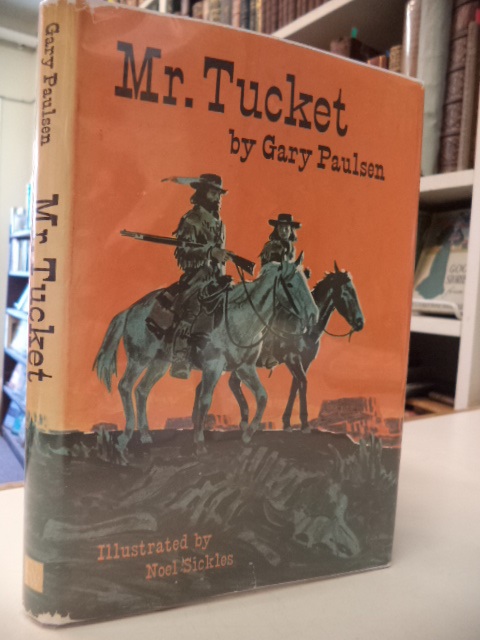 Gary Paulsen
Mr. Tucket
Mr. Tucket
by Gary Paulsen
Illustrated by
Noel Sickles